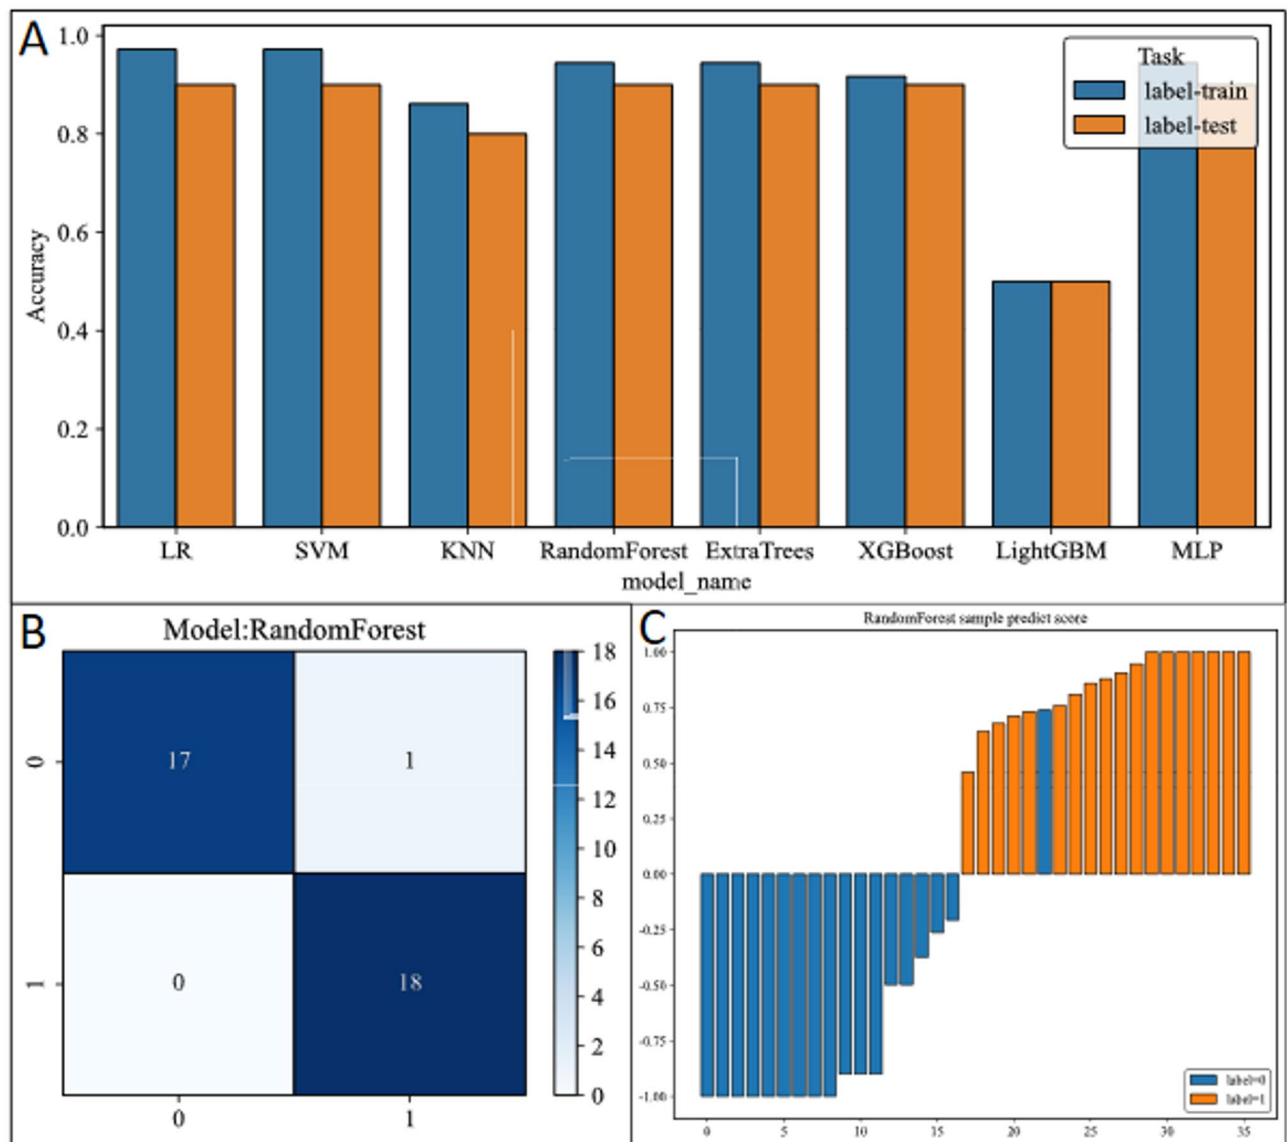 A
1.0
0.8
0.6
0.4
0.2
0.0
Accuracy
Task
label-train
label-test
LR SVM KNN RandomForest ExtraTrees XGBoost LightGBM MLP
model_name
B
Model:RandomForest
17 1
0 18
0
1
0 1
18
16
14
12
10
8
6
4
2
0
C
RandomForest sample predict score
1.00
0.75
0.50
0.25
0.00
-0.25
-0.50
-0.75
-1.00
0 5 10 15 20 25 30 35
label=0
label=1